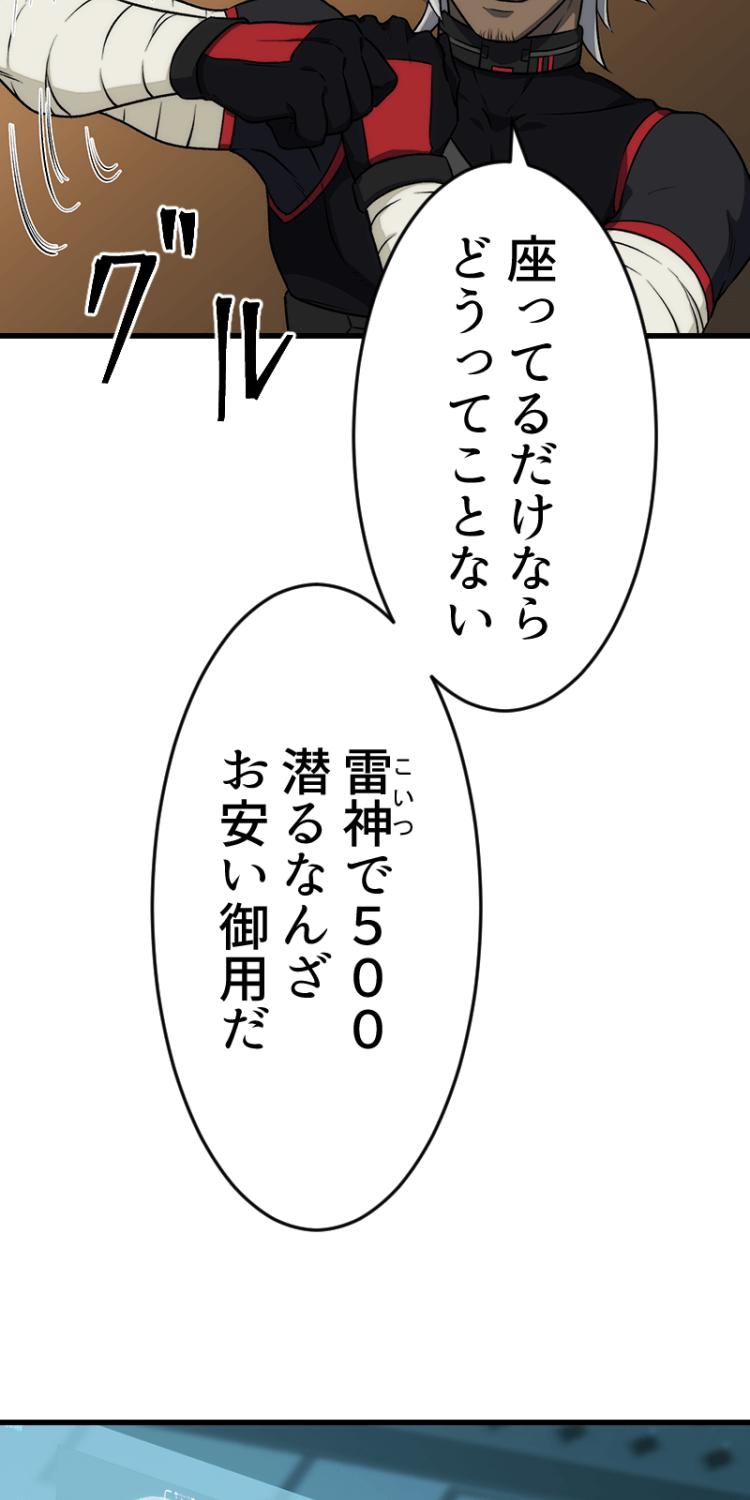 グルッ
座ってるだけなら
どうってことない
雷神で500
こいつ
潜るなんざ
お安い御用だ